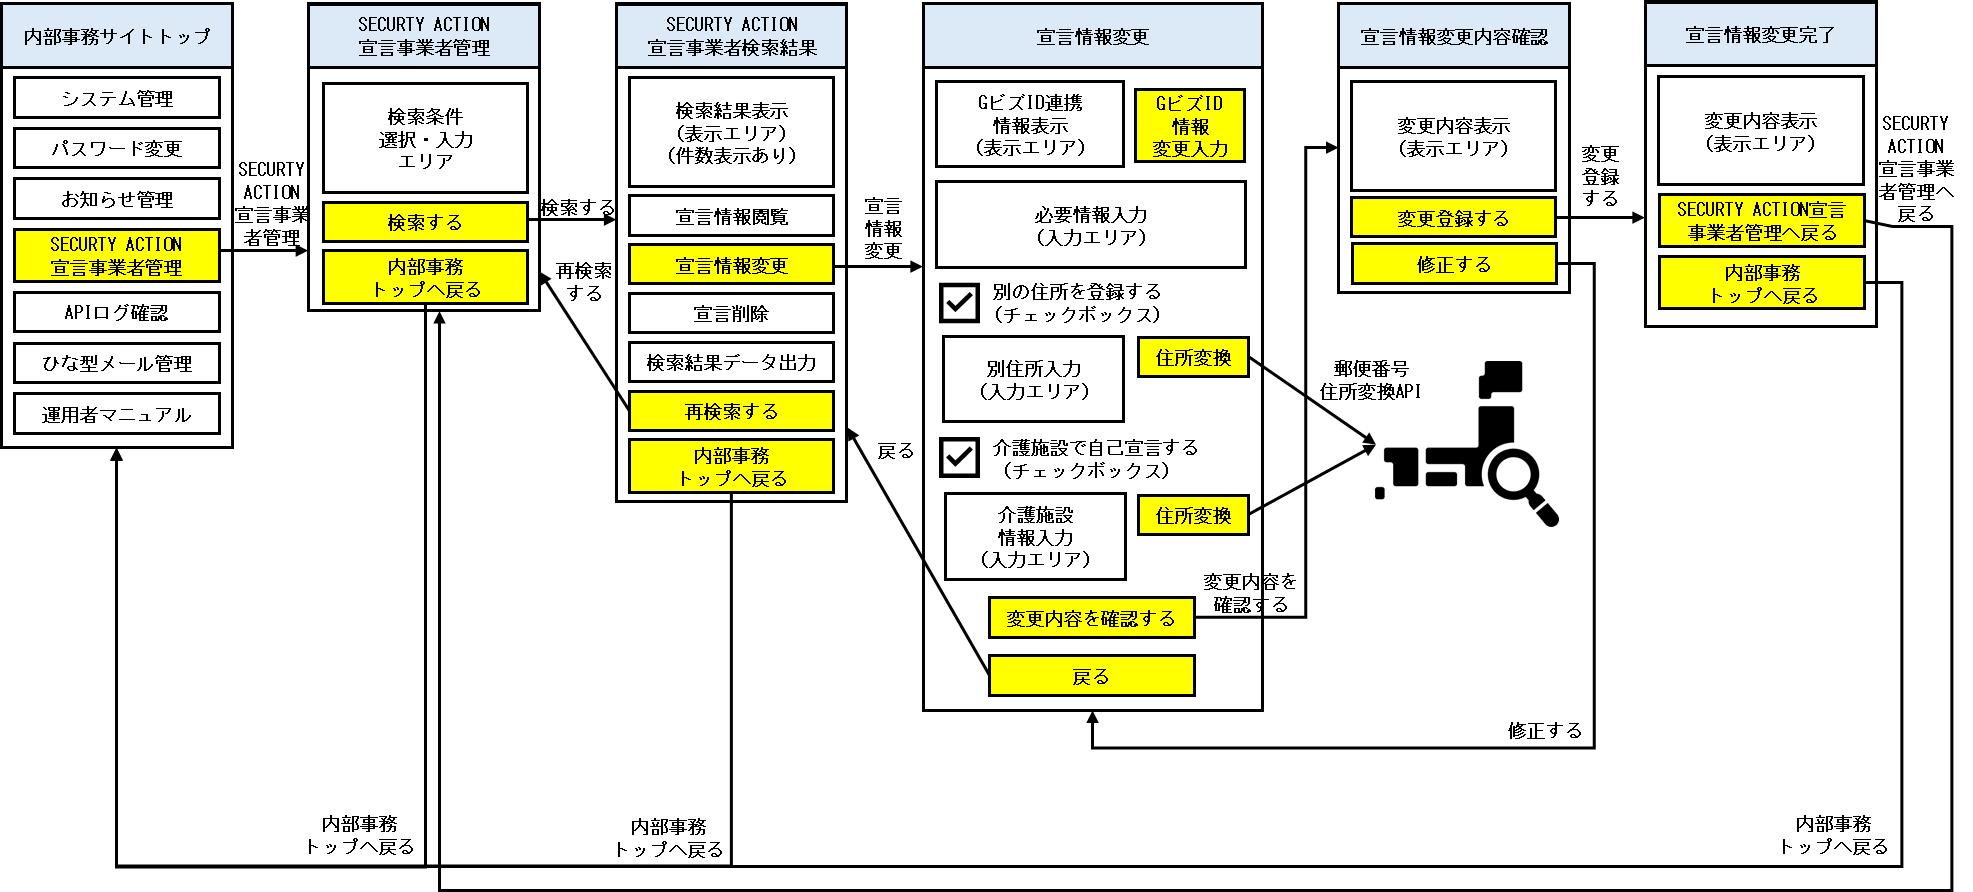 内部事務サイトトップ
システム管理
パスワード変更
お知らせ管理
SECURTY ACTION
宣言事業者管理
APIログ確認
ひな型メール管理
運用者マニュアル
SECURTY
ACTION
宣言事業
者管理
SECURTY ACTION
宣言事業者管理
検索条件
選択・入力
エリア
検索する
内部事務
トップへ戻る
検索する
再検索
する
SECURTY ACTION
宣言事業者検索結果
検索結果表示
(表示エリア)
(件数表示あり)
宣言情報閲覧
宣言情報変更
宣言削除
検索結果データ出力
再検索する
内部事務
トップへ戻る
宣言
情報
変更
戻る
宣言情報変更
GビズID連携
情報表示
(表示エリア)
GビズID
情報
変更入力
必要情報入力
(入力エリア)
別の住所を登録する
(チェックボックス)
別住所入力
(入力エリア)
住所変換
介護施設で自己宣言する
(チェックボックス)
介護施設
情報入力
(入力エリア)
住所変換
変更内容を確認する
戻る
変更内容を
確認する
郵便番号
住所変換API
宣言情報変更内容確認
変更内容表示
(表示エリア)
変更登録する
修正する
変更
登録
する
修正する
宣言情報変更完了
変更内容表示
(表示エリア)
SECURTY ACTION宣言
事業者管理へ戻る
内部事務
トップへ戻る
SECURTY
ACTION
宣言事業
者管理へ
戻る
内部事務
トップへ戻る
内部事務
トップへ戻る
内部事務
トップへ戻る